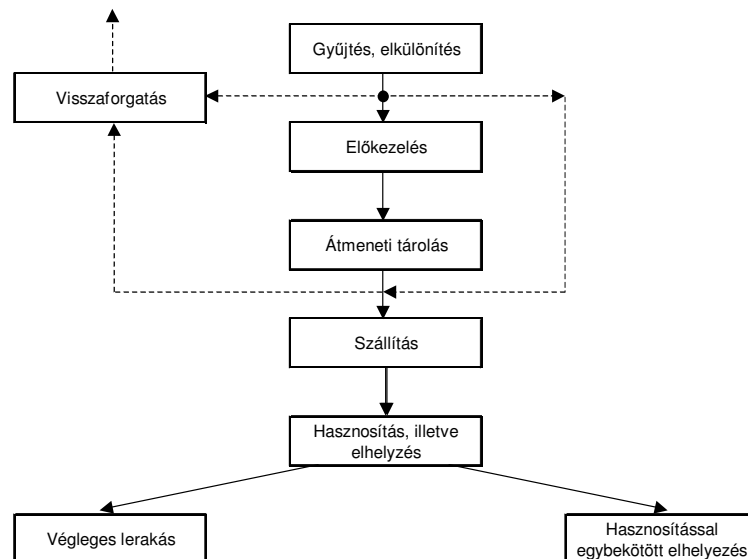 Gyűjtés, elkülönítés
Visszaforgatás
Előkezelés
Átmeneti tárolás
Szállítás
Hasznosítás, illetve
elhelyzés
Végleges lerakás
Hasznosítással
egybekötött elhelyezés